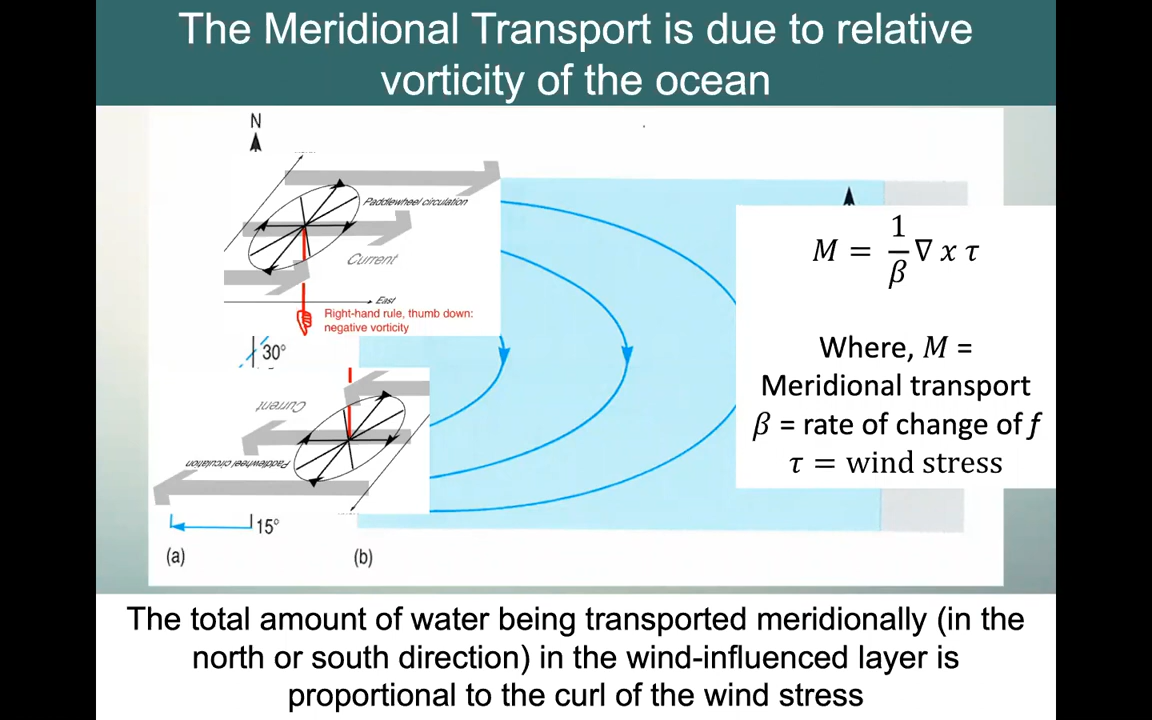 The Meridional Transport is due to relative
vorticity of the ocean
N
Paddlewheel circulation
Current
East
Right-hand rule, thumb down:
negative vorticity
30°
Current
Paddlewheel circulation
15°
(a)
(b)
M = 1/β ∇ x τ
Where, M =
Meridional transport
β = rate of change of f
τ = wind stress
The total amount of water being transported meridionally (in the
north or south direction) in the wind-influenced layer is
proportional to the curl of the wind stress